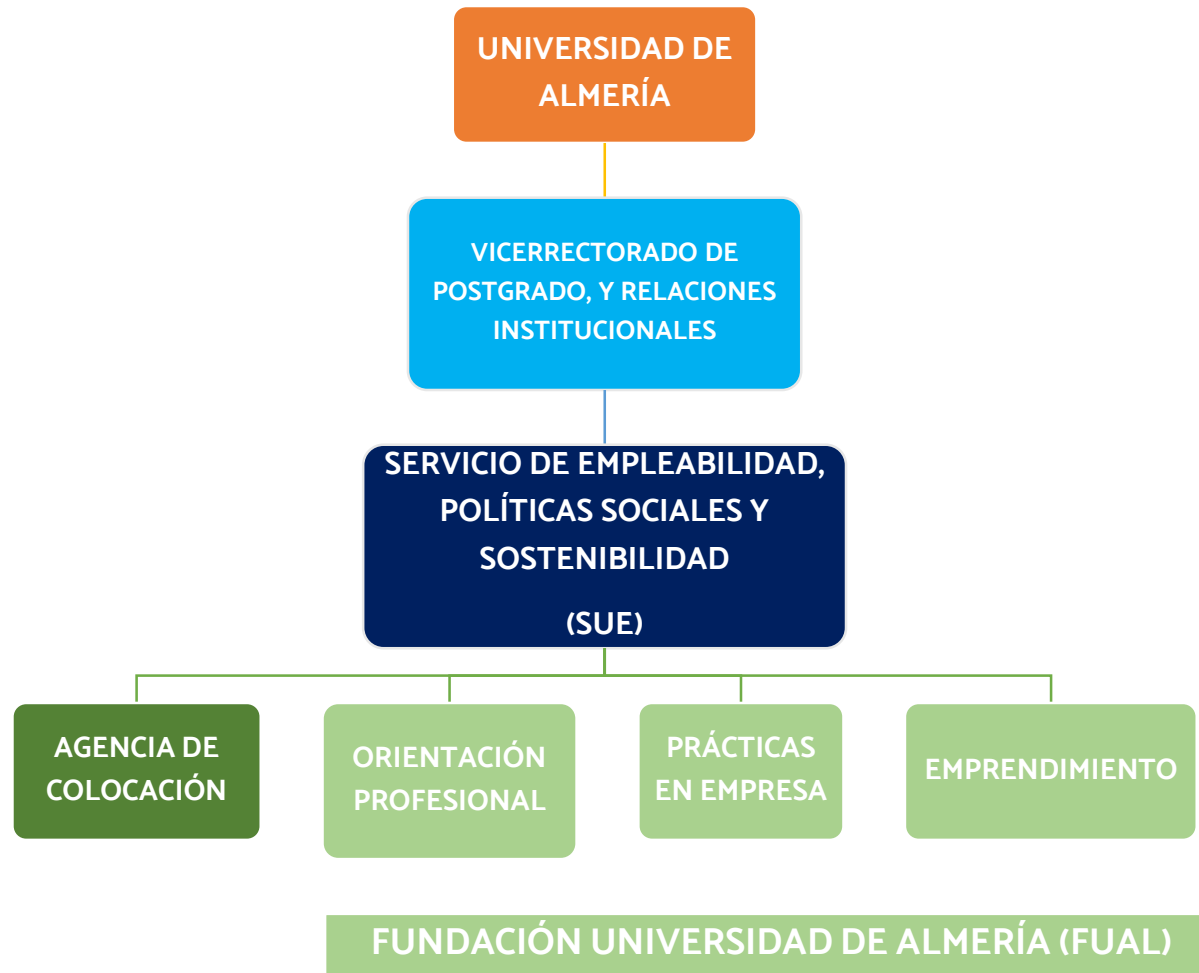 UNIVERSIDAD DE
ALMERÍA
VICERRECTORADO DE
POSTGRADO, Y RELACIONES
INSTITUCIONALES
SERVICIO DE EMPLEABILIDAD,
POLÍTICAS SOCIALES Y
SOSTENIBILIDAD
(SUE)
AGENCIA DE
COLOCACIÓN
ORIENTACIÓN
PROFESIONAL
PRÁCTICAS
EN EMPRESA
EMPRENDIMIENTO
FUNDACIÓN UNIVERSIDAD DE ALMERÍA (FUAL)